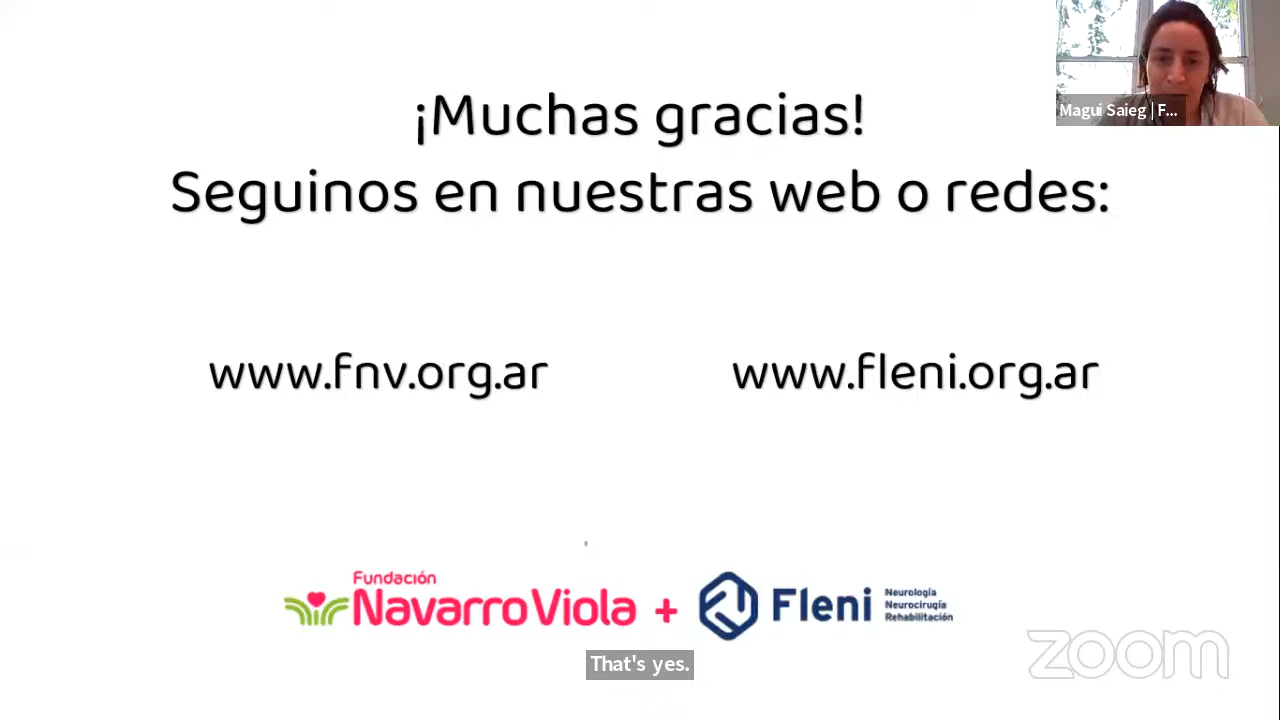 ¡Muchas gracias!
Seguinos en nuestras web o redes:
Magui Saieg | F...
www.fnv.org.ar
www.fleni.org.ar
Fundación
NavarroViola + Fleni
Neurología
Neurocirugía
Rehabilitación
That's yes.
zoom